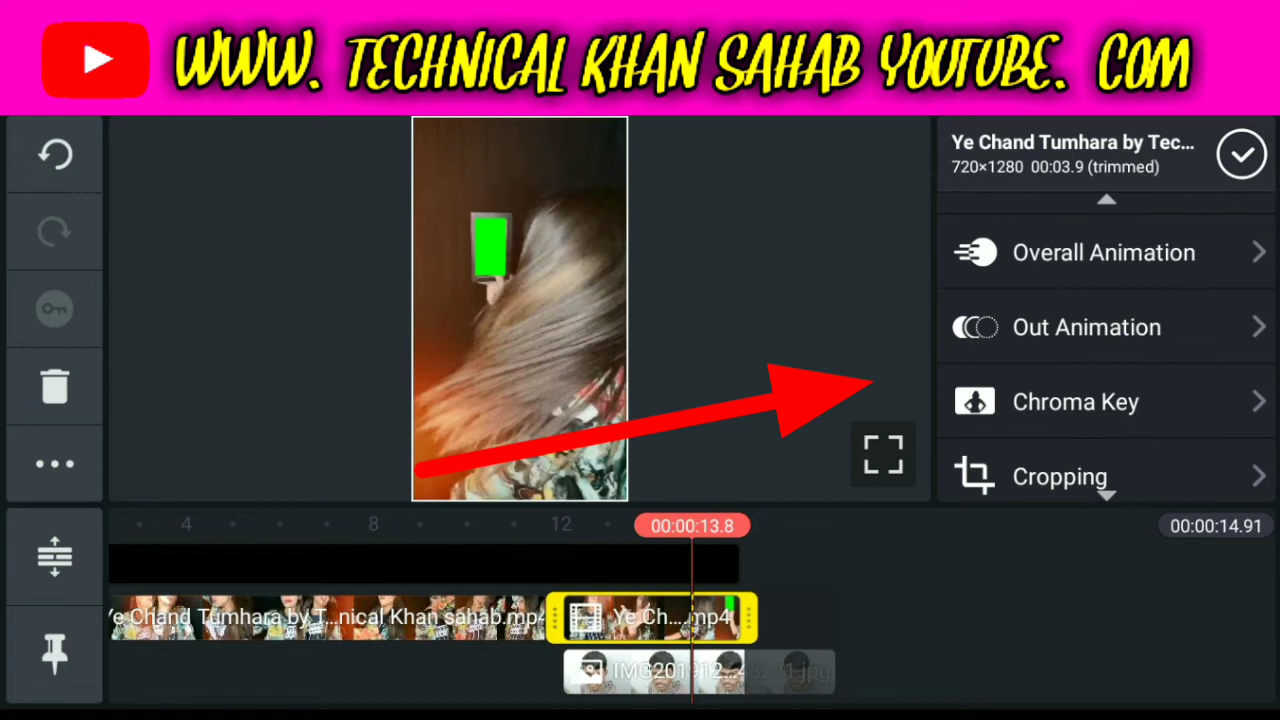 WWW. TECHNICAL KHAN SAHAB YOUTUBE. COM
Ye Chand Tumhara by Tec...
720×1280 00:03.9 (trimmed)
Overall Animation
Out Animation
Chroma Key
Cropping
4 8 12 00:00:13.8 00:00:14.91
Ye Chand Tumhara by T...nical Khan sahab.mp4
Ye Ch....mp4